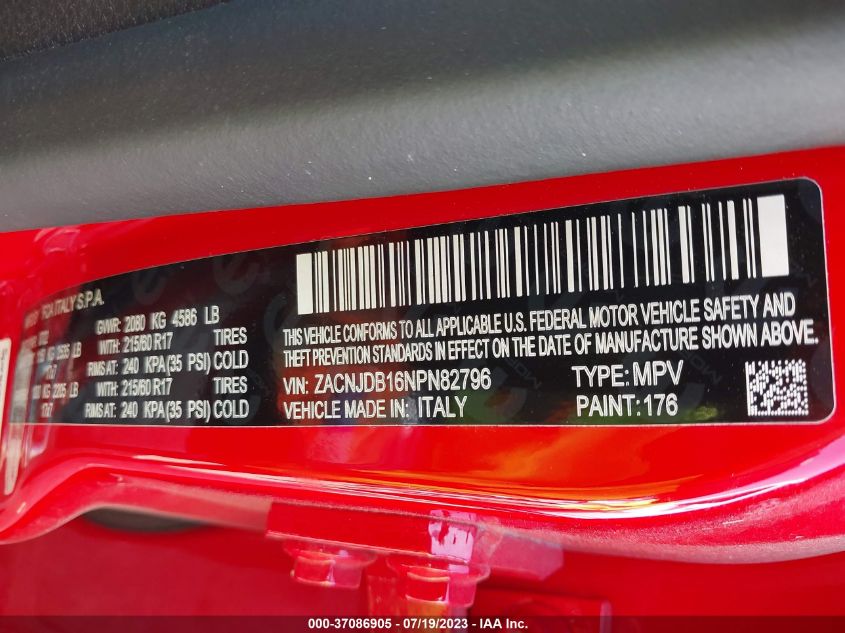 FCA ITALY S.P.A.
GVWR: 2080 KG 4586 LB
WITH: 215/60 R17 TIRES
RIMS AT: 240 KPA(35 PSI) COLD
WITH: 215/60 R17 TIRES
RIMS AT: 240 KPA(35 PSI) COLD
THIS VEHICLE CONFORMS TO ALL APPLICABLE U.S. FEDERAL MOTOR VEHICLE SAFETY AND
THEFT PREVENTION STANDARDS IN EFFECT ON THE DATE OF MANUFACTURE SHOWN ABOVE.
VIN: ZACNJDB16NPN82796 TYPE: MPV
VEHICLE MADE IN: ITALY PAINT: 176
000-37086905 - 07/19/2023 - IAA Inc.